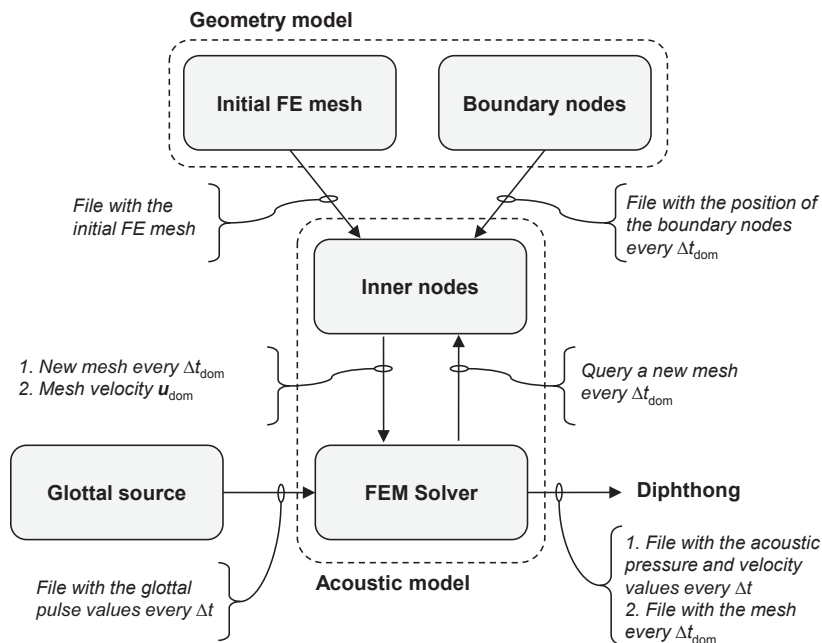 Geometry model
Initial FE mesh
Boundary nodes
File with the
initial FE mesh
File with the position of
the boundary nodes
every Δt_dom
Inner nodes
1. New mesh every Δt_dom
2. Mesh velocity u_dom
Query a new mesh
every Δt_dom
Glottal source
FEM Solver
Diphthong
File with the glottal
pulse values every Δt
Acoustic model
1. File with the acoustic
pressure and velocity
values every Δt
2. File with the mesh
every Δt_dom